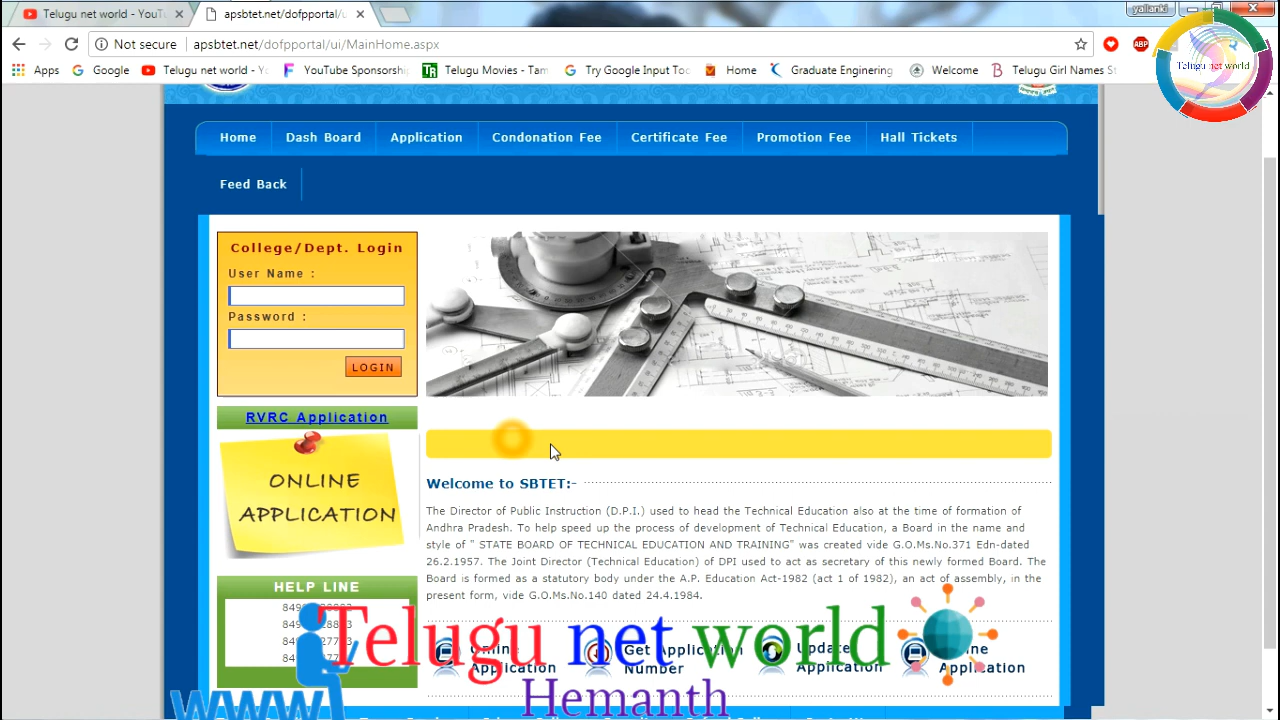 Telugu net world - YouTu
apsbtet.net/dofpportal/u
yallanki
Not secure
apsbtet.net/dofpportal/ui/MainHome.aspx
ABP
Telugu net world
Apps
Google
Telugu net world - Yo
YouTube Sponsorship
Telugu Movies - Tam
Try Google Input Too
Home
Graduate Enginering
Welcome
Telugu Girl Names St
Home
Dash Board
Application
Condonation Fee
Certificate Fee
Promotion Fee
Hall Tickets
Feed Back
College/Dept. Login
User Name :
Password :
LOGIN
RVRC Application
ONLINE
APPLICATION
HELP LINE
Welcome to SBTET:-
The Director of Public Instruction (D.P.I.) used to head the Technical Education also at the time of formation of
Andhra Pradesh. To help speed up the process of development of Technical Education, a Board in the name and
style of " STATE BOARD OF TECHNICAL EDUCATION AND TRAINING" was created vide G.O.Ms.No.371 Edn-dated
26.2.1957. The Joint Director (Technical Education) of DPI used to act as secretary of this newly formed Board. The
Board is formed as a statutory body under the A.P. Education Act-1982 (act 1 of 1982), an act of assembly, in the
present form, vide G.O.Ms.No.140 dated 24.4.1984.
Telugu net world
Application
Get Application
Number
Update
Application
Application
www
Hemanth